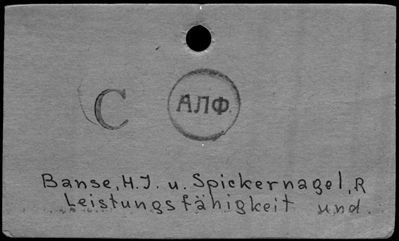 C АЛФ
Banse, H.J. u. Spickernagel, R
Leistungsfähigkeit und